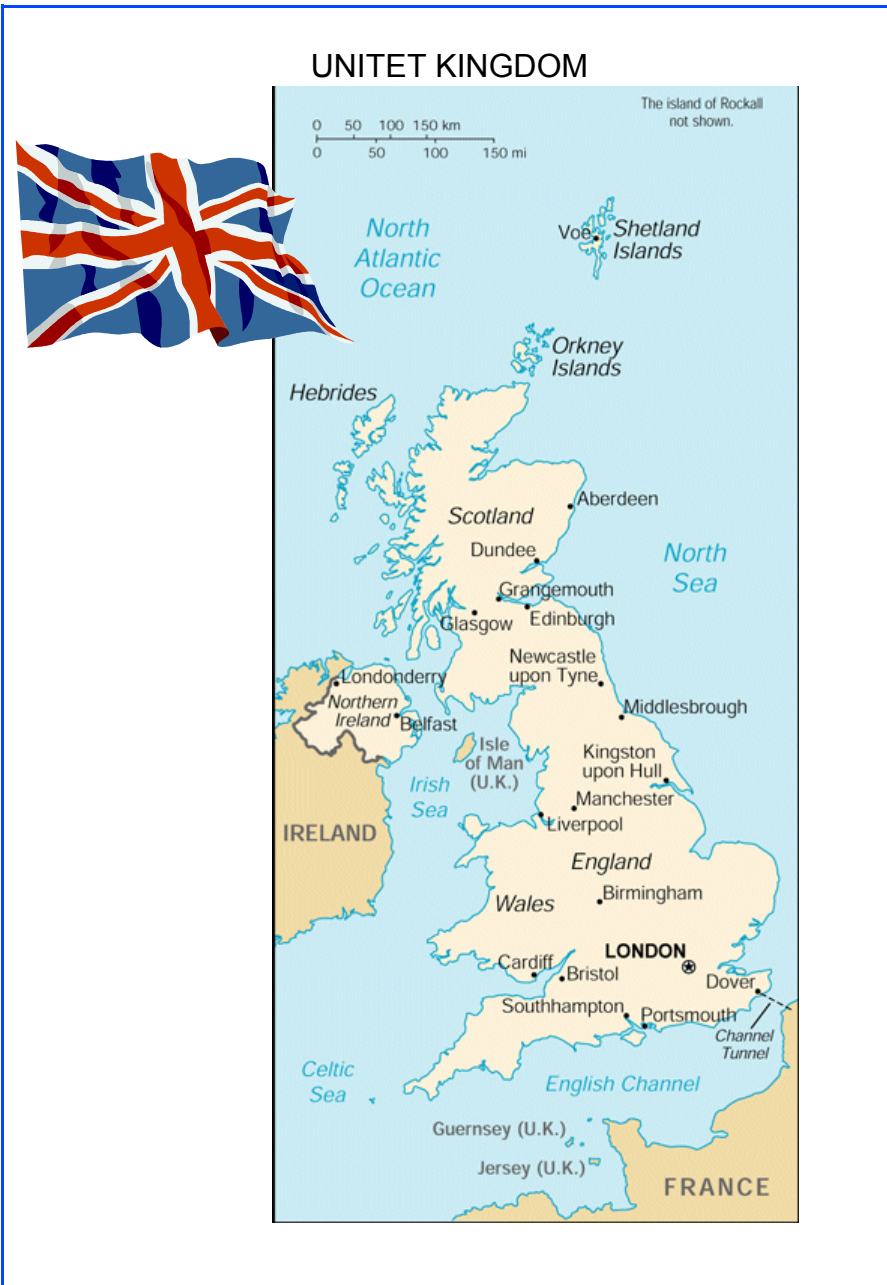 UNITET KINGDOM
The island of Rockall
not shown.
0 50 100 150 km
0 50 100 150 mi
North
Atlantic
Ocean
Voe
Shetland
Islands
Orkney
Islands
Hebrides
Aberdeen
Scotland
Dundee
North
Sea
Grangemouth
Glasgow
Edinburgh
Newcastle
upon Tyne
Londonderry
Northern
Ireland
Belfast
Middlesbrough
Isle
of Man
(U.K.)
Kingston
upon Hull
Irish
Sea
Manchester
Liverpool
IRELAND
England
Birmingham
Wales
LONDON
Cardiff
Bristol
Dover
Southhampton
Portsmouth
Channel
Tunnel
Celtic
Sea
English Channel
Guernsey (U.K.)
Jersey (U.K.)
FRANCE